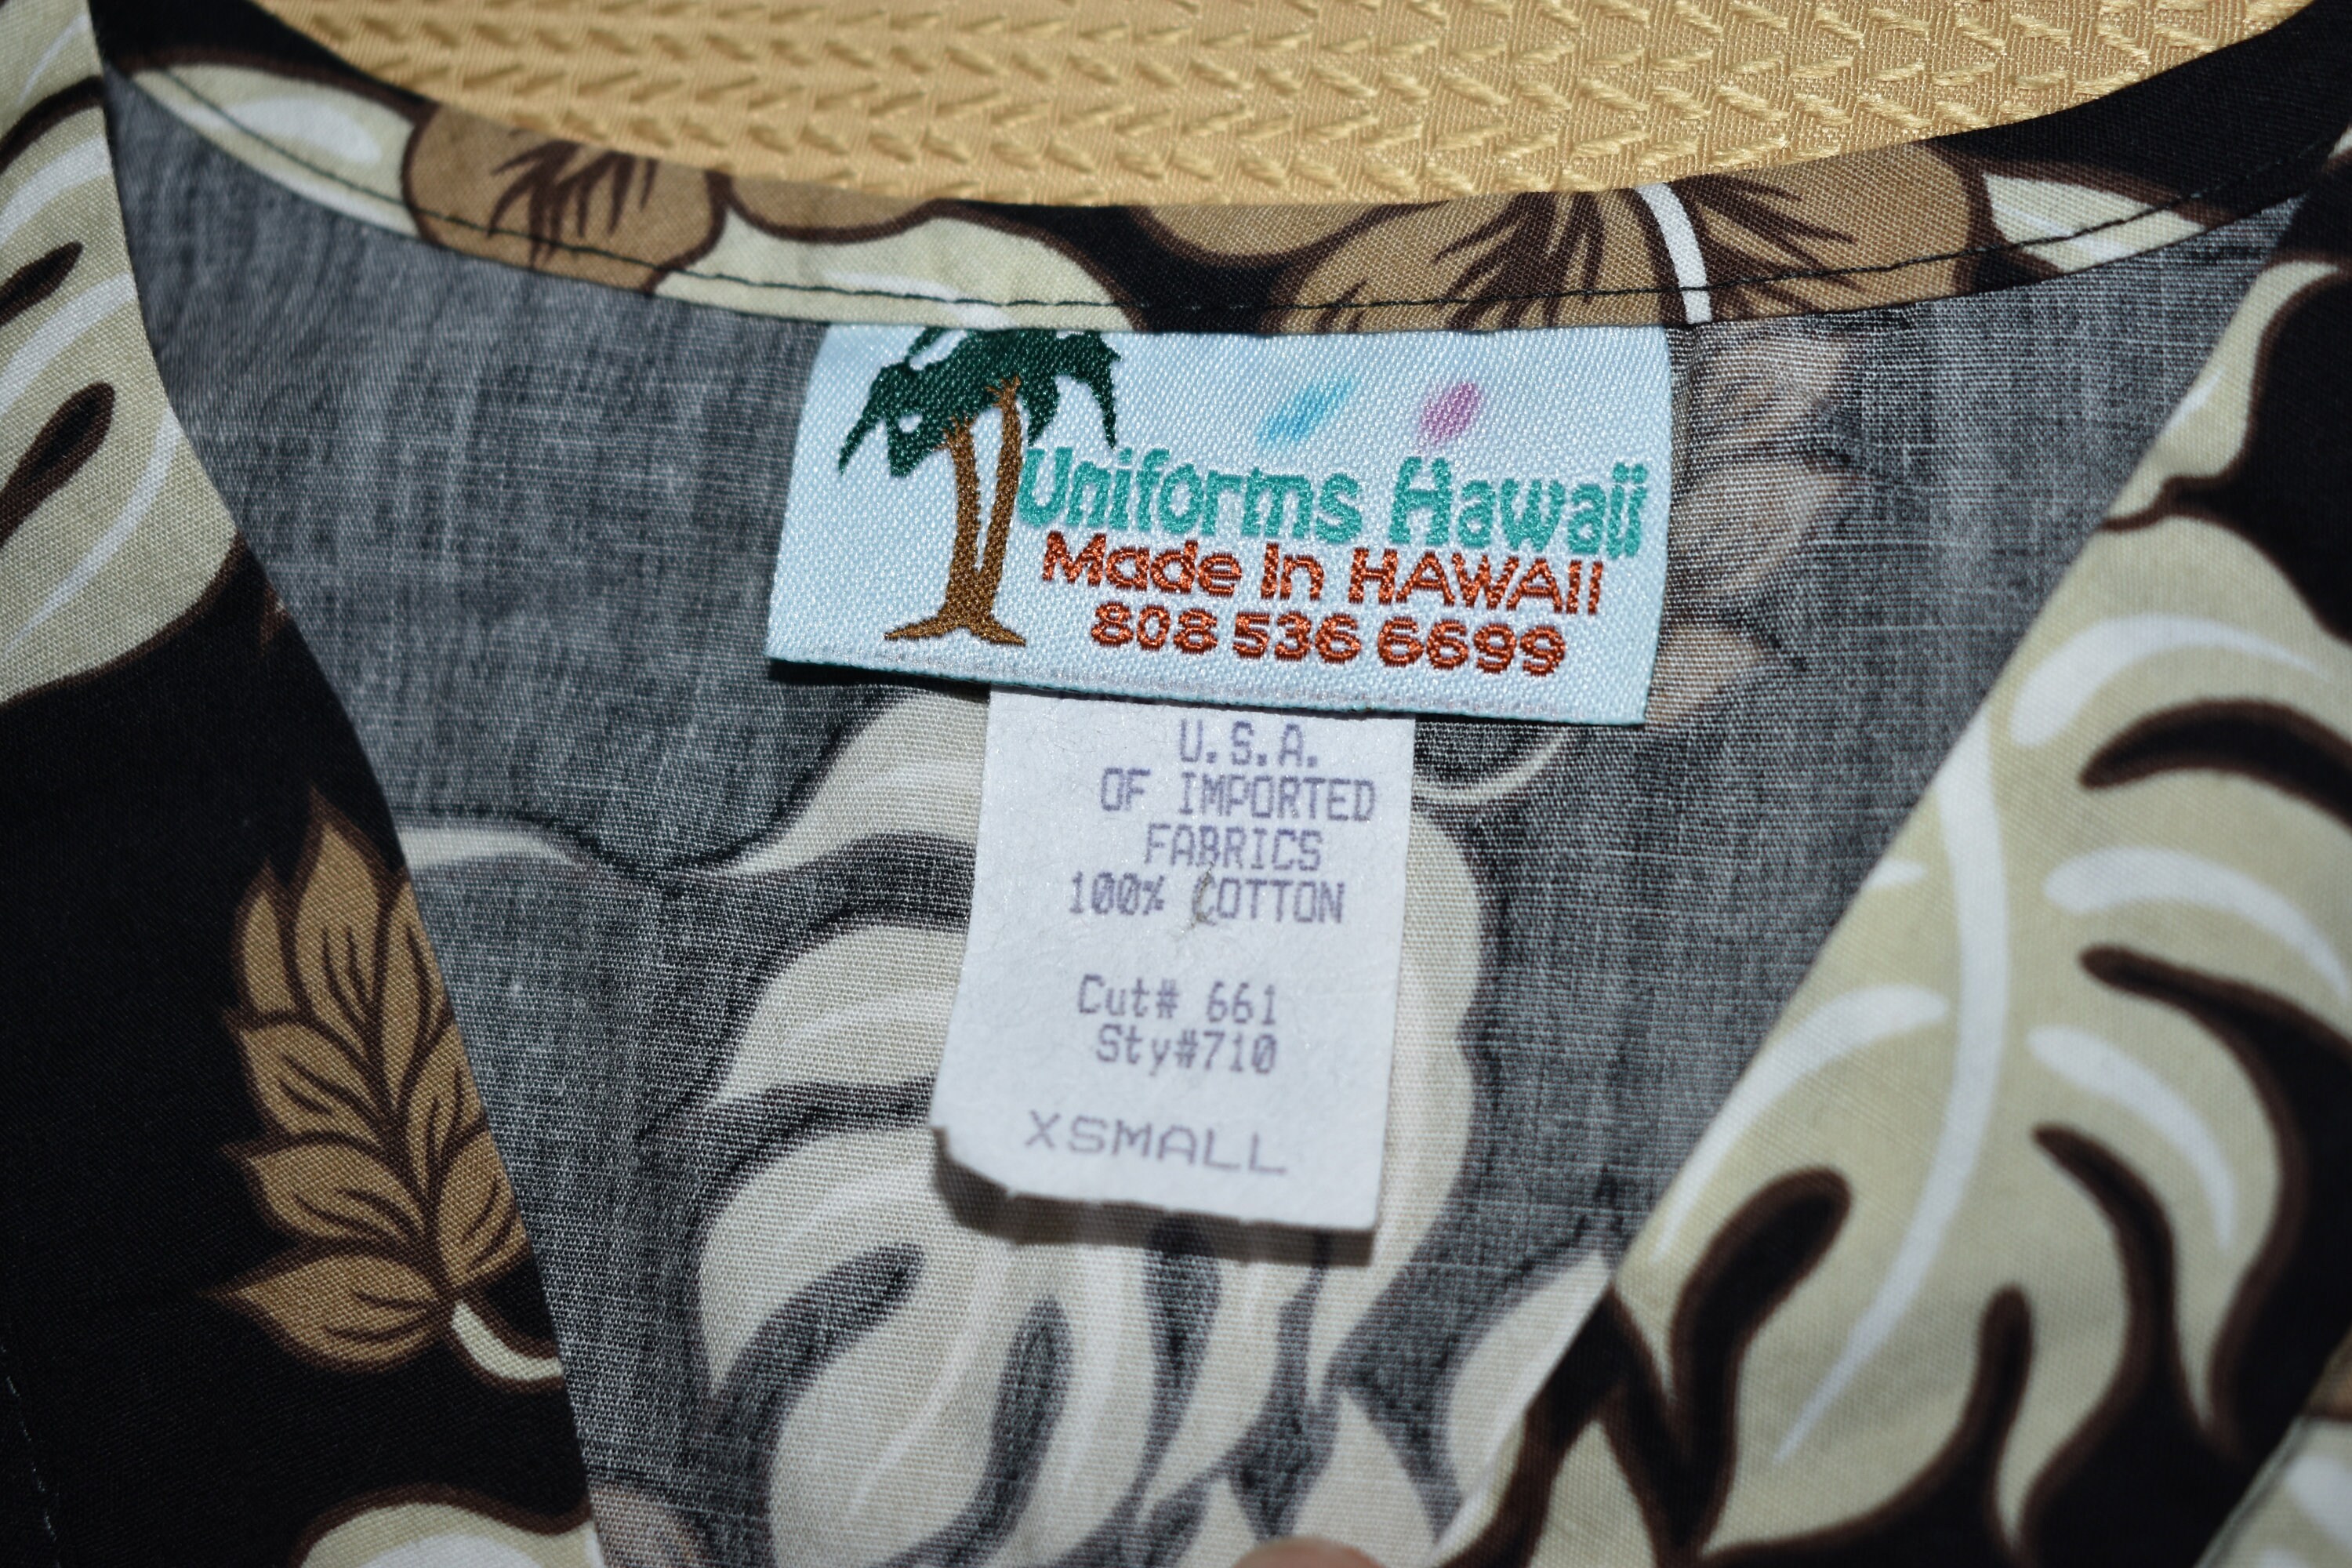 Uniforms Hawaii
Made In HAWAII
808 536 6699
U.S.A.
OF IMPORTED
FABRICS
100% COTTON
Cut# 661
Sty#710
XSMALL